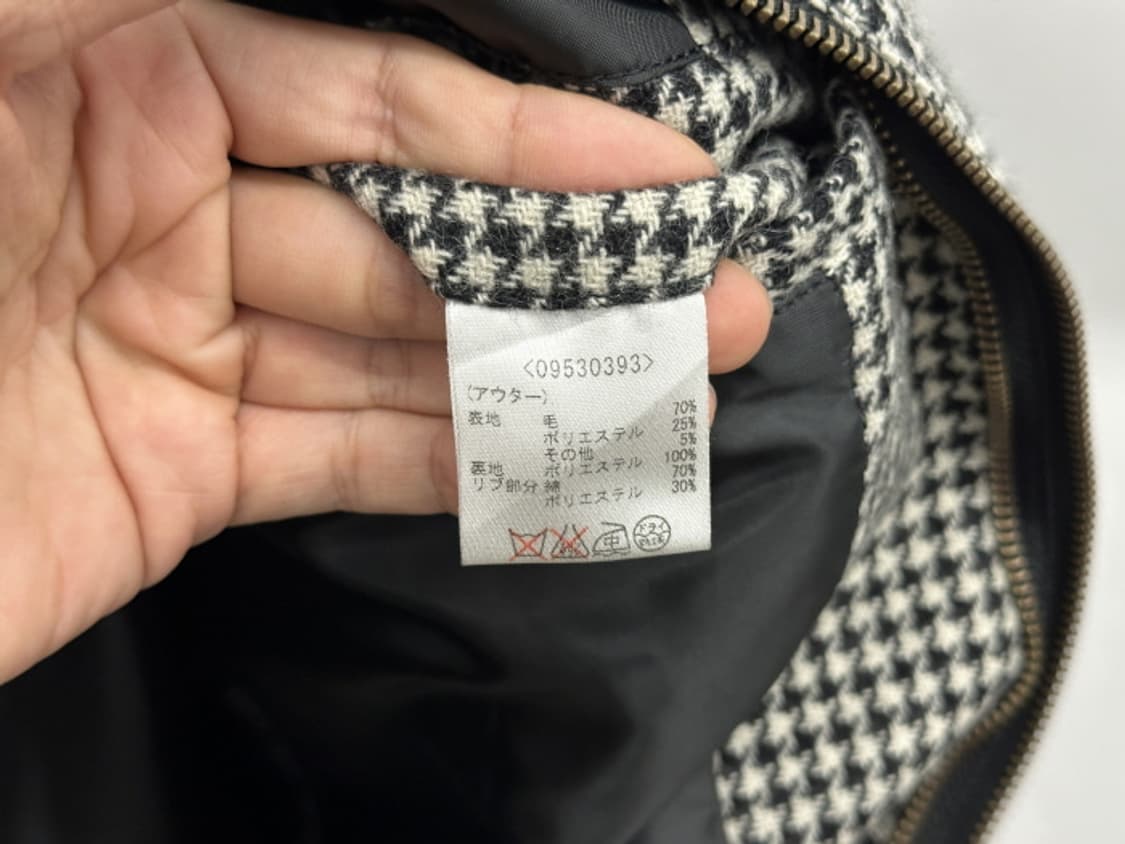 <09530393>
(アウター)
表地 毛 70%
ポリエステル 25%
その他 5%
裏地 ポリエステル 100%
リブ部分 綿 70%
ポリエステル 30%
中 ドライ